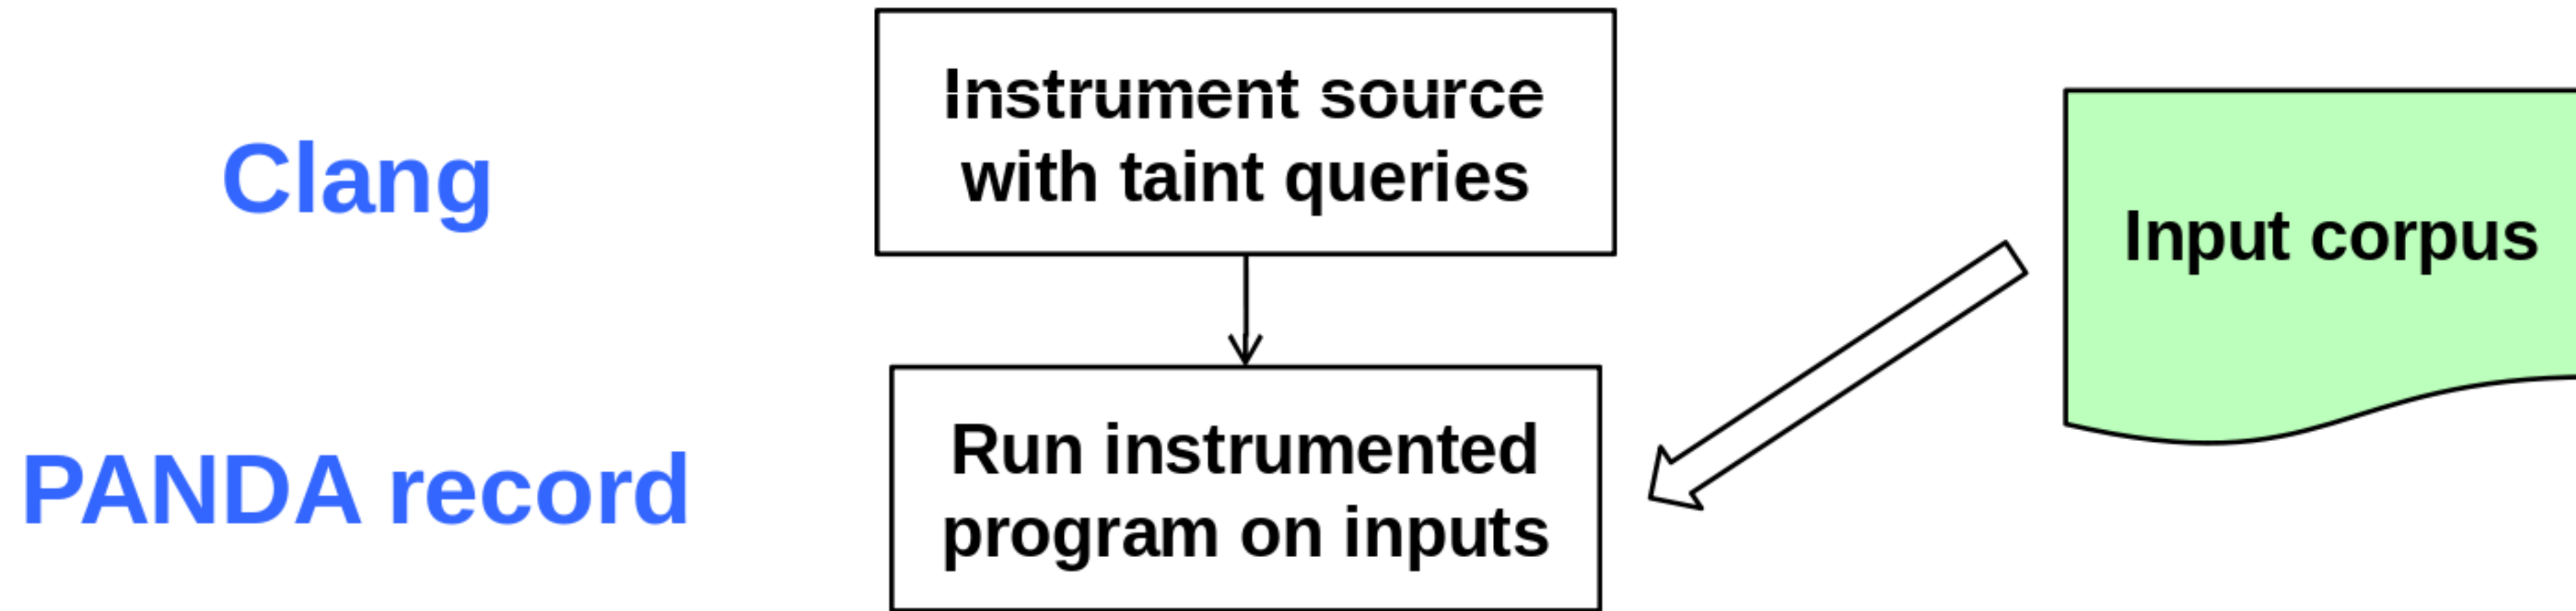 Instrument source
with taint queries
Clang
Input corpus
Run instrumented
program on inputs
PANDA record